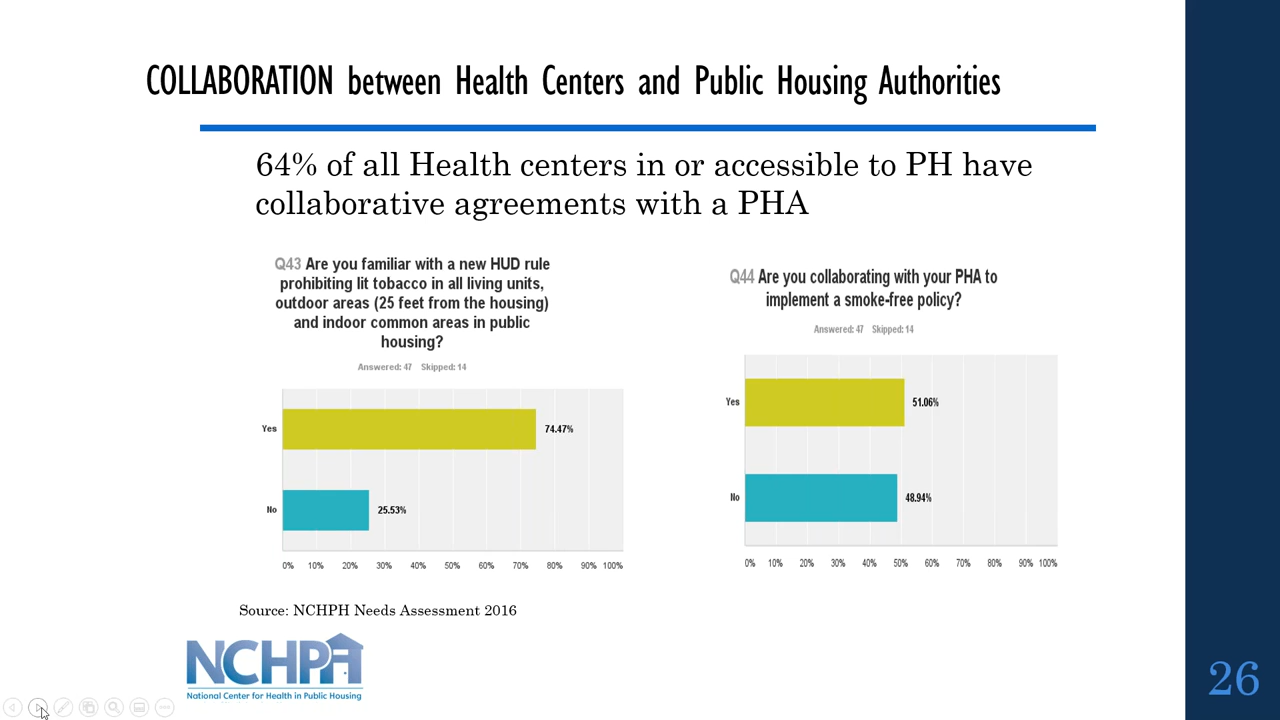 COLLABORATION between Health Centers and Public Housing Authorities
64% of all Health centers in or accessible to PH have
collaborative agreements with a PHA
Q43 Are you familiar with a new HUD rule
prohibiting lit tobacco in all living units,
outdoor areas (25 feet from the housing)
and indoor common areas in public
housing?
Answered: 47 Skipped: 14
Yes 74.47%
No 25.53%
0% 10% 20% 30% 40% 50% 60% 70% 80% 90% 100%
Q44 Are you collaborating with your PHA to
implement a smoke-free policy?
Answered: 47 Skipped: 14
Yes 51.06%
No 48.94%
0% 10% 20% 30% 40% 50% 60% 70% 80% 90% 100%
Source: NCHPH Needs Assessment 2016
NCHPH
National Center for Health in Public Housing
26